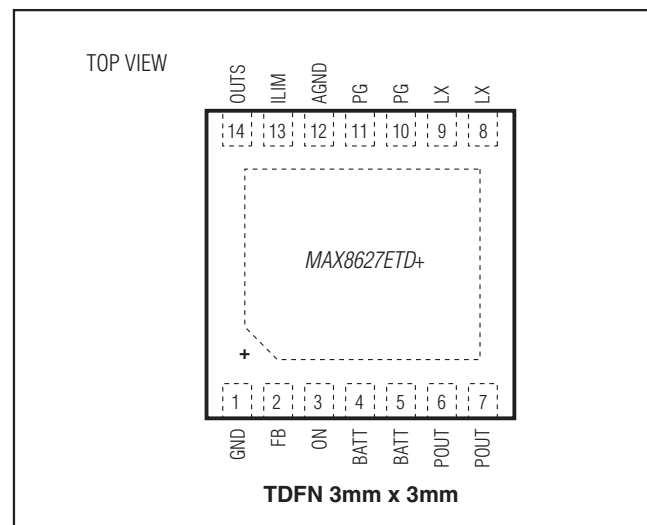 TOP VIEW
OUTS ILIM AGND PG PG LX LX
14 13 12 11 10 9 8
MAX8627ETD+
+
1 2 3 4 5 6 7
GND FB ON BATT BATT POUT POUT
TDFN 3mm x 3mm